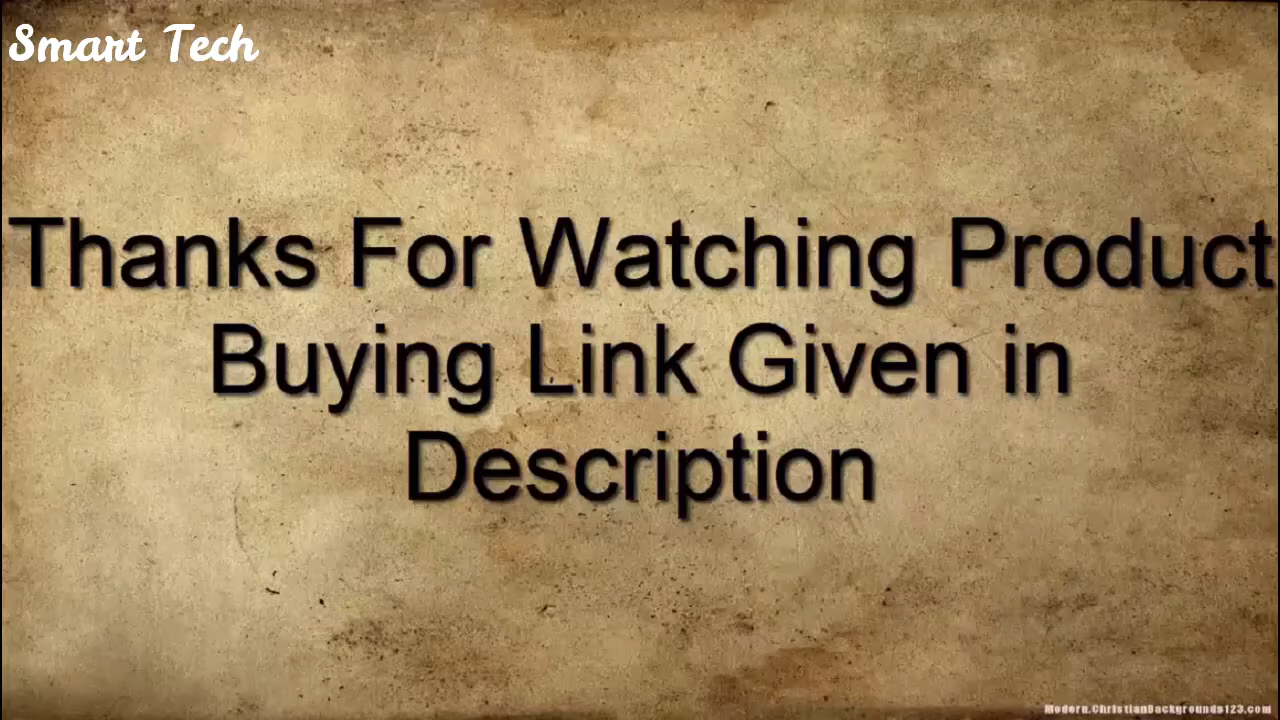 Smart Tech
Thanks For Watching Product
Buying Link Given in
Description
Modern.ChristianBackgrounds123.com